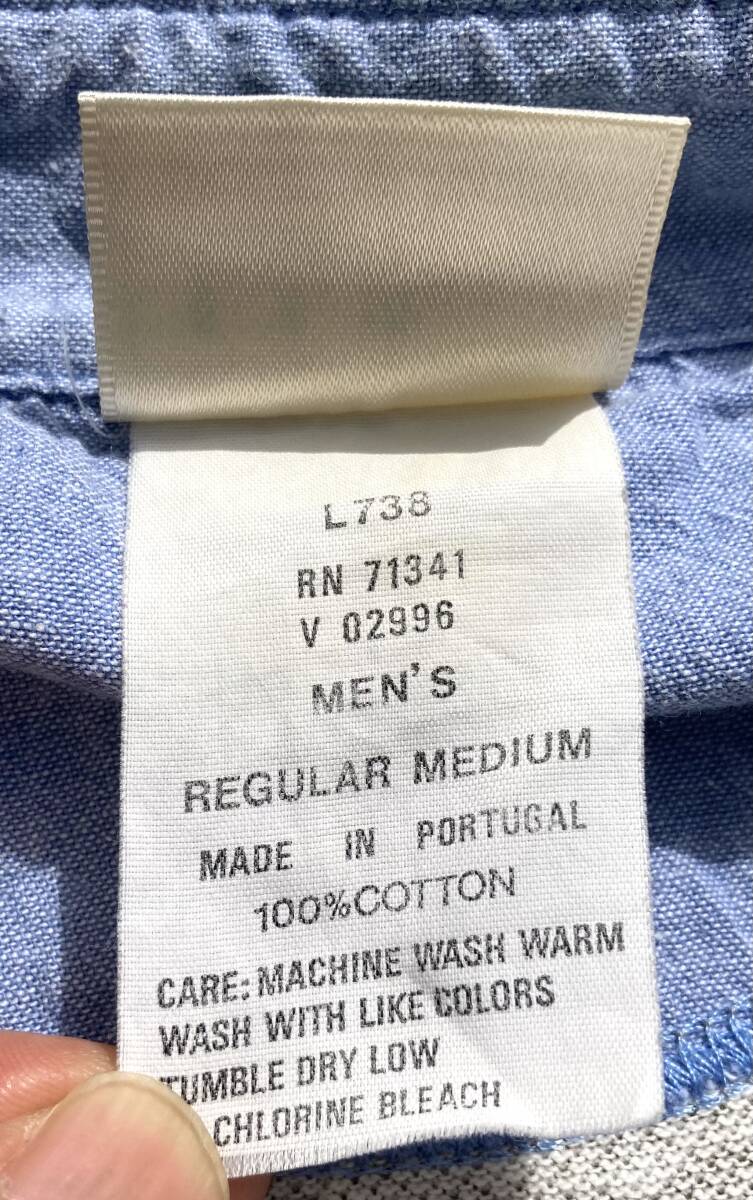 L738
RN 71341
V 02996
MEN'S
REGULAR MEDIUM
MADE IN PORTUGAL
100%COTTON
CARE: MACHINE WASH WARM
WASH WITH LIKE COLORS
TUMBLE DRY LOW
CHLORINE BLEACH